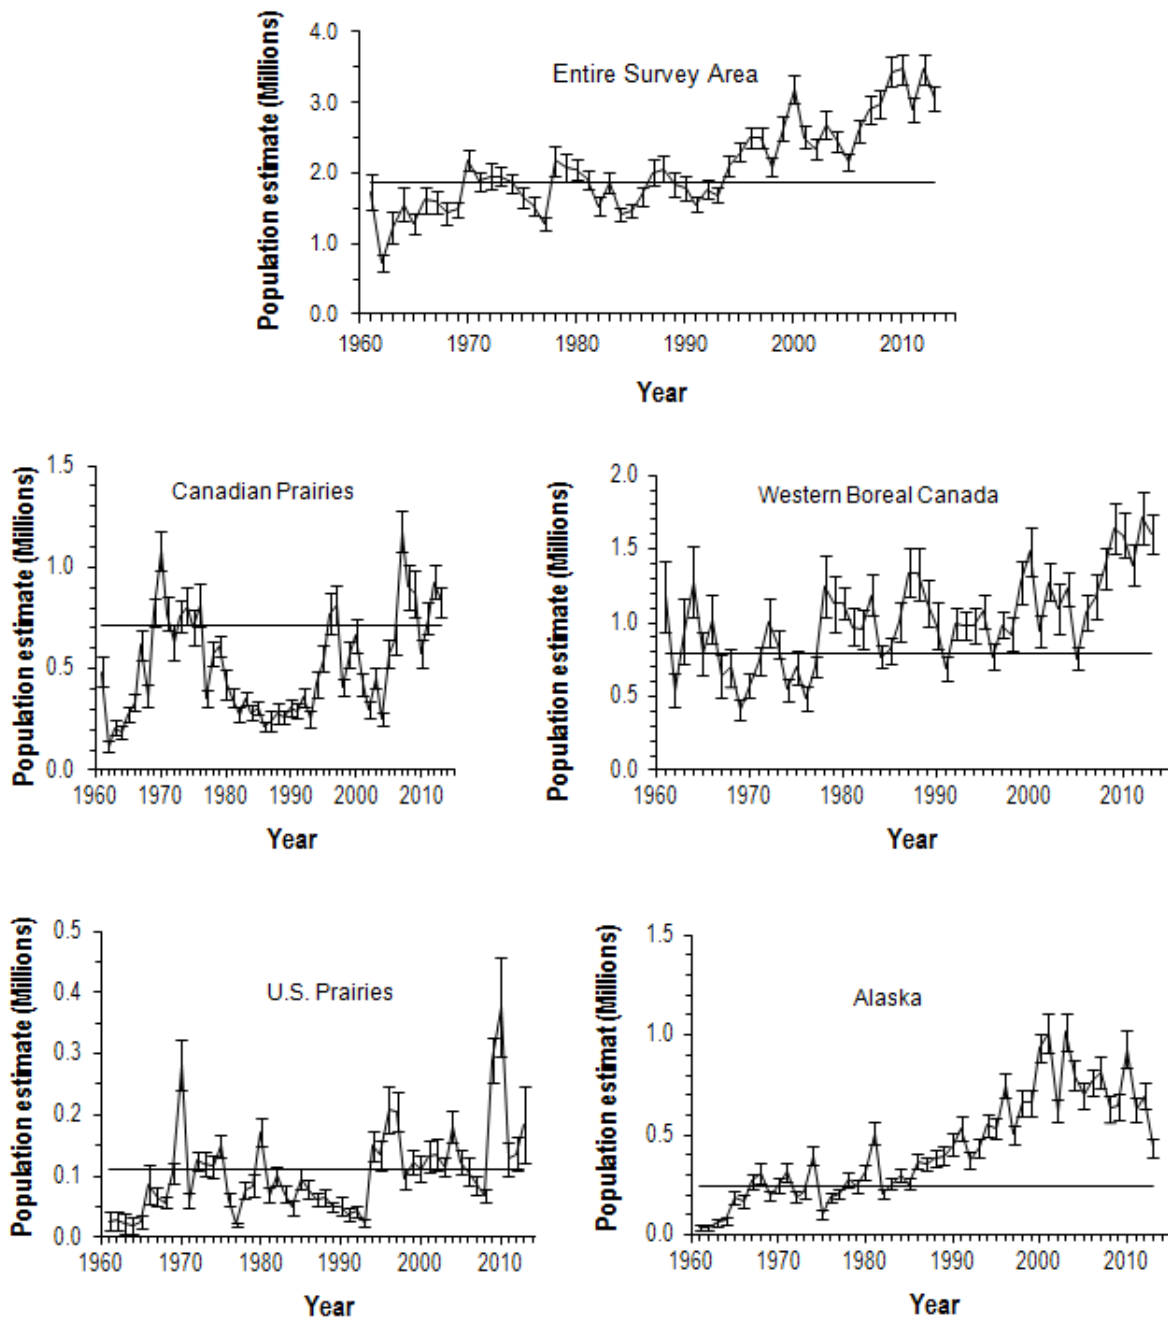 Population estimate (Millions)
4.0
3.0
2.0
1.0
0.0
Entire Survey Area
1960 1970 1980 1990 2000 2010
Year
Population estimate (Millions)
1.5
1.0
0.5
0.0
Canadian Prairies
1960 1970 1980 1990 2000 2010
Year
Population estimate (Millions)
2.0
1.5
1.0
0.5
0.0
Western Boreal Canada
1960 1970 1980 1990 2000 2010
Year
Population estimate (Millions)
0.5
0.4
0.3
0.2
0.1
0.0
U.S. Prairies
1960 1970 1980 1990 2000 2010
Year
Population estimat (Millions)
1.5
1.0
0.5
0.0
Alaska
1960 1970 1980 1990 2000 2010
Year